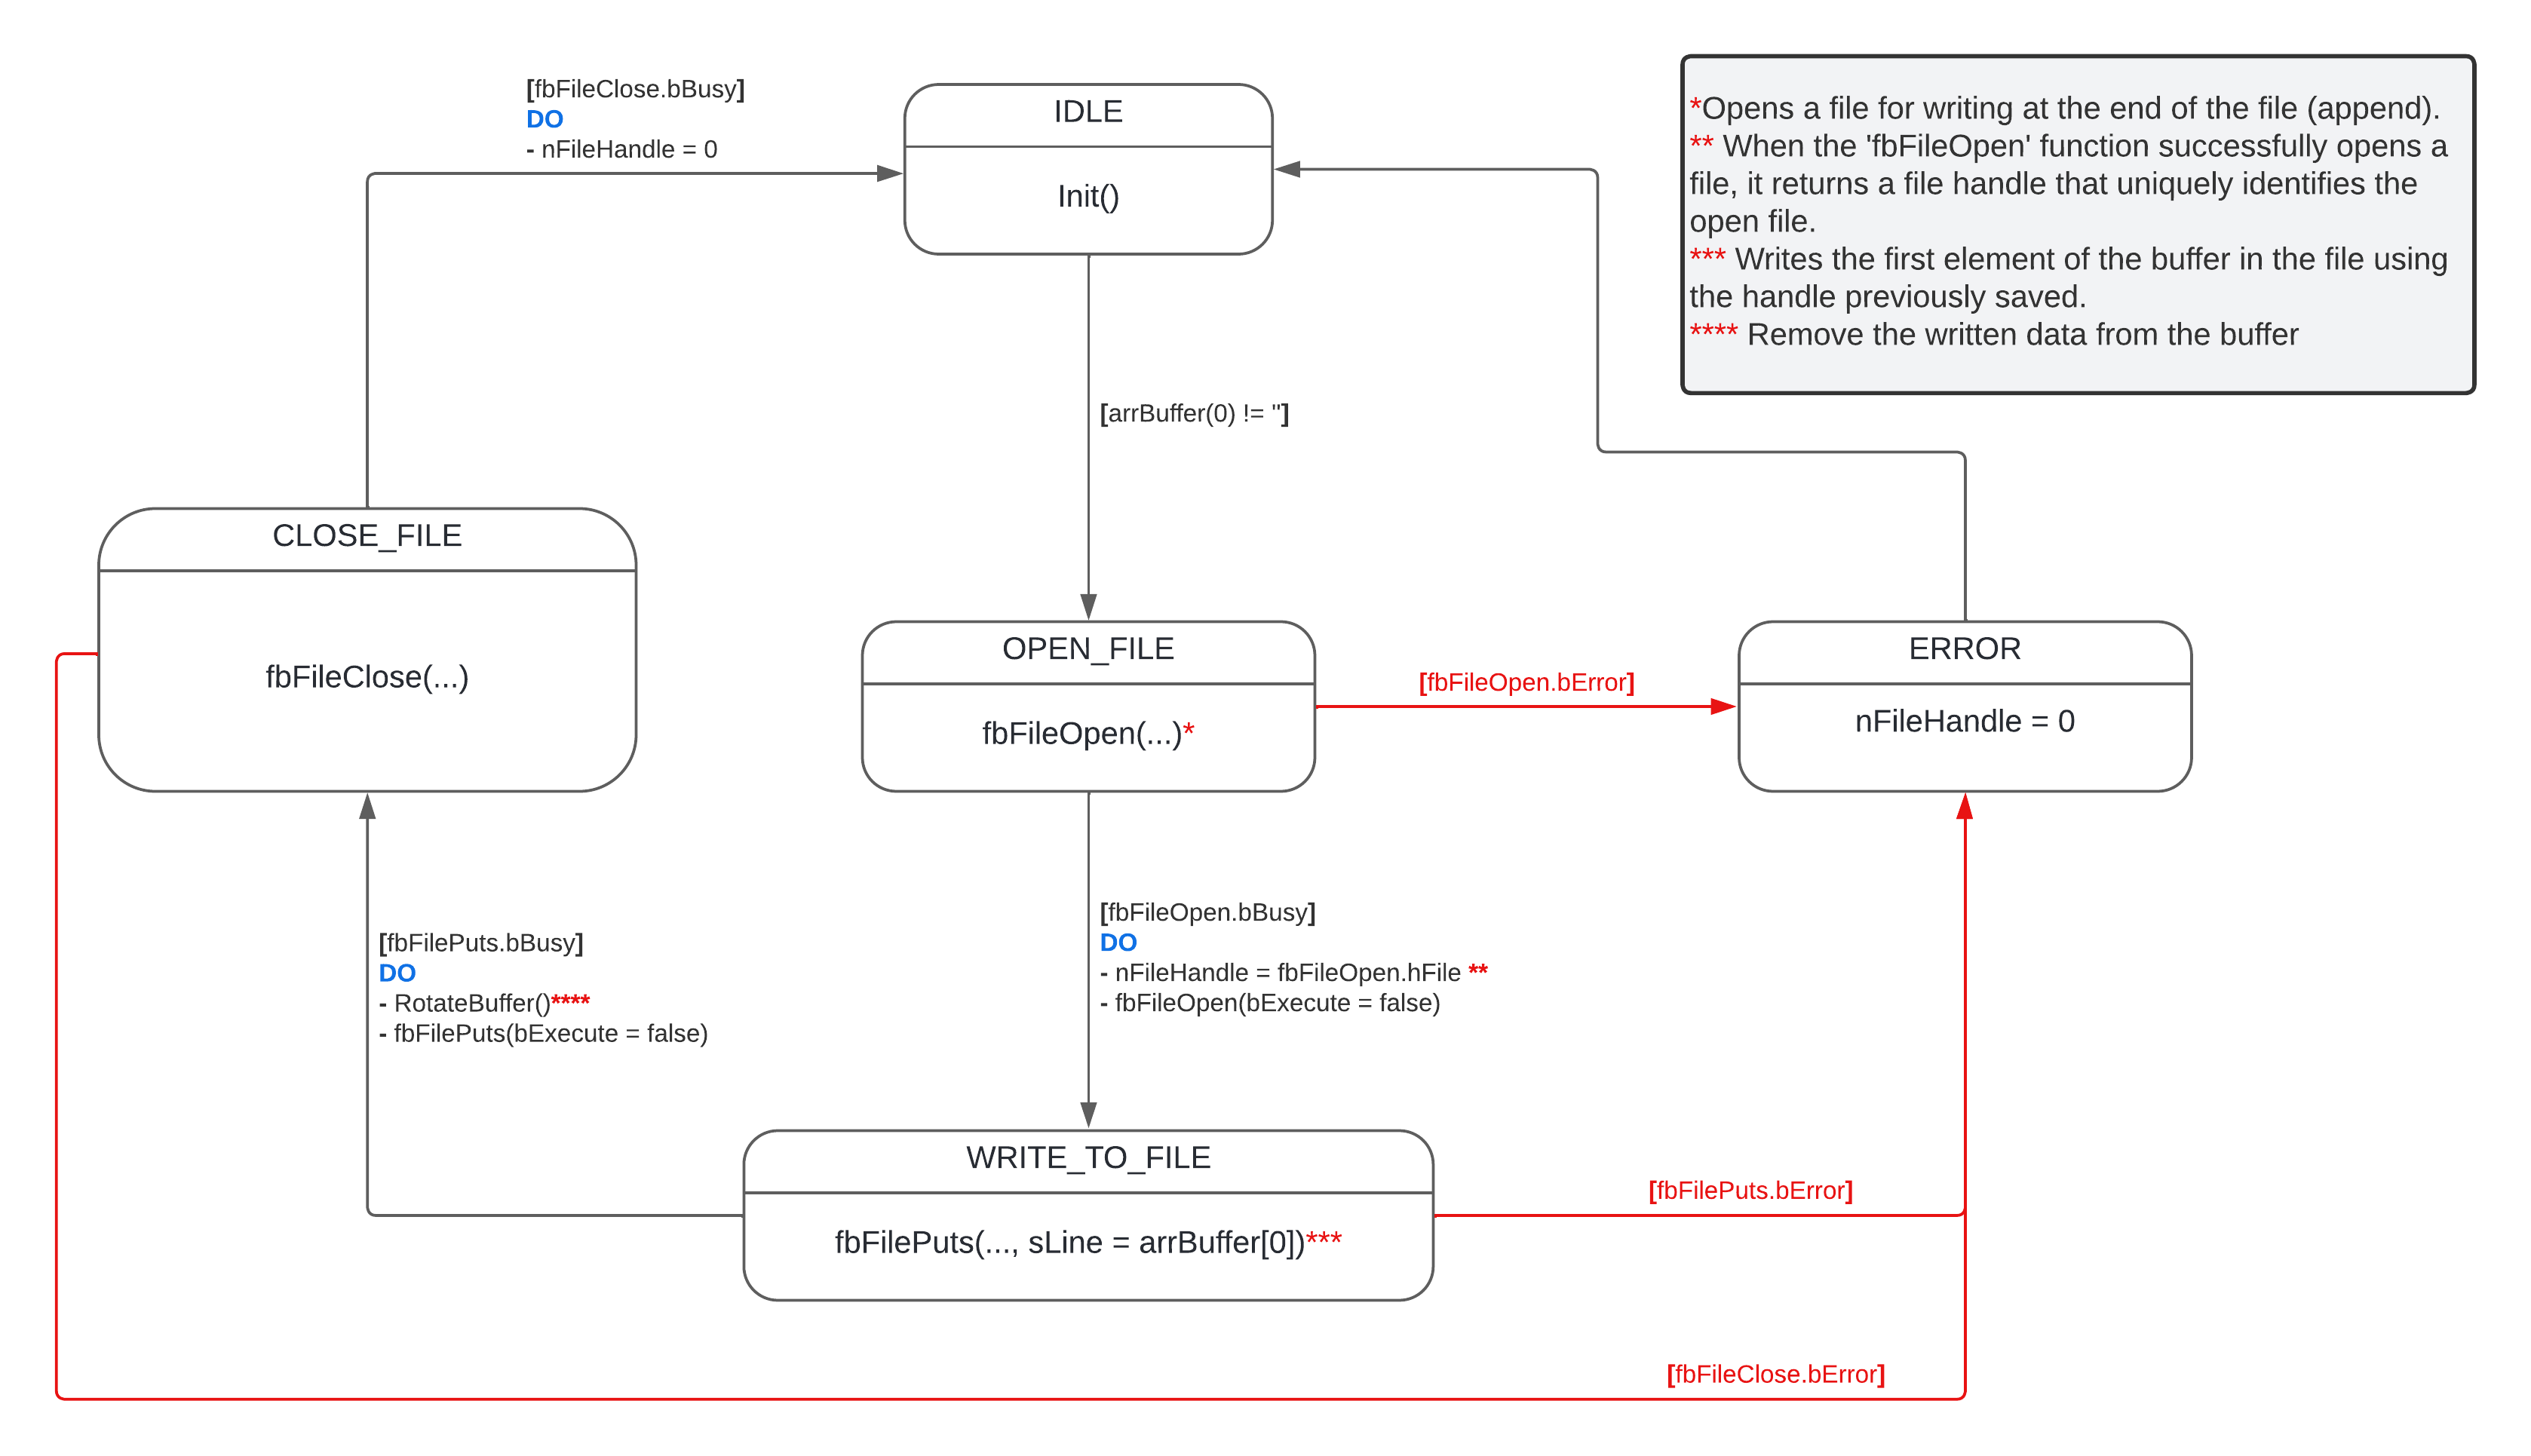 [fbFileClose.bBusy]
DO
- nFileHandle = 0
IDLE
Init()
*Opens a file for writing at the end of the file (append).
** When the 'fbFileOpen' function successfully opens a
file, it returns a file handle that uniquely identifies the
open file.
*** Writes the first element of the buffer in the file using
the handle previously saved.
**** Remove the written data from the buffer
[arrBuffer(0) != '']
CLOSE_FILE
fbFileClose(...)
OPEN_FILE
fbFileOpen(...)*
[fbFileOpen.bError]
ERROR
nFileHandle = 0
[fbFilePuts.bBusy]
DO
- RotateBuffer()****
- fbFilePuts(bExecute = false)
[fbFileOpen.bBusy]
DO
- nFileHandle = fbFileOpen.hFile **
- fbFileOpen(bExecute = false)
WRITE_TO_FILE
fbFilePuts(..., sLine = arrBuffer[0])***
[fbFilePuts.bError]
[fbFileClose.bError]